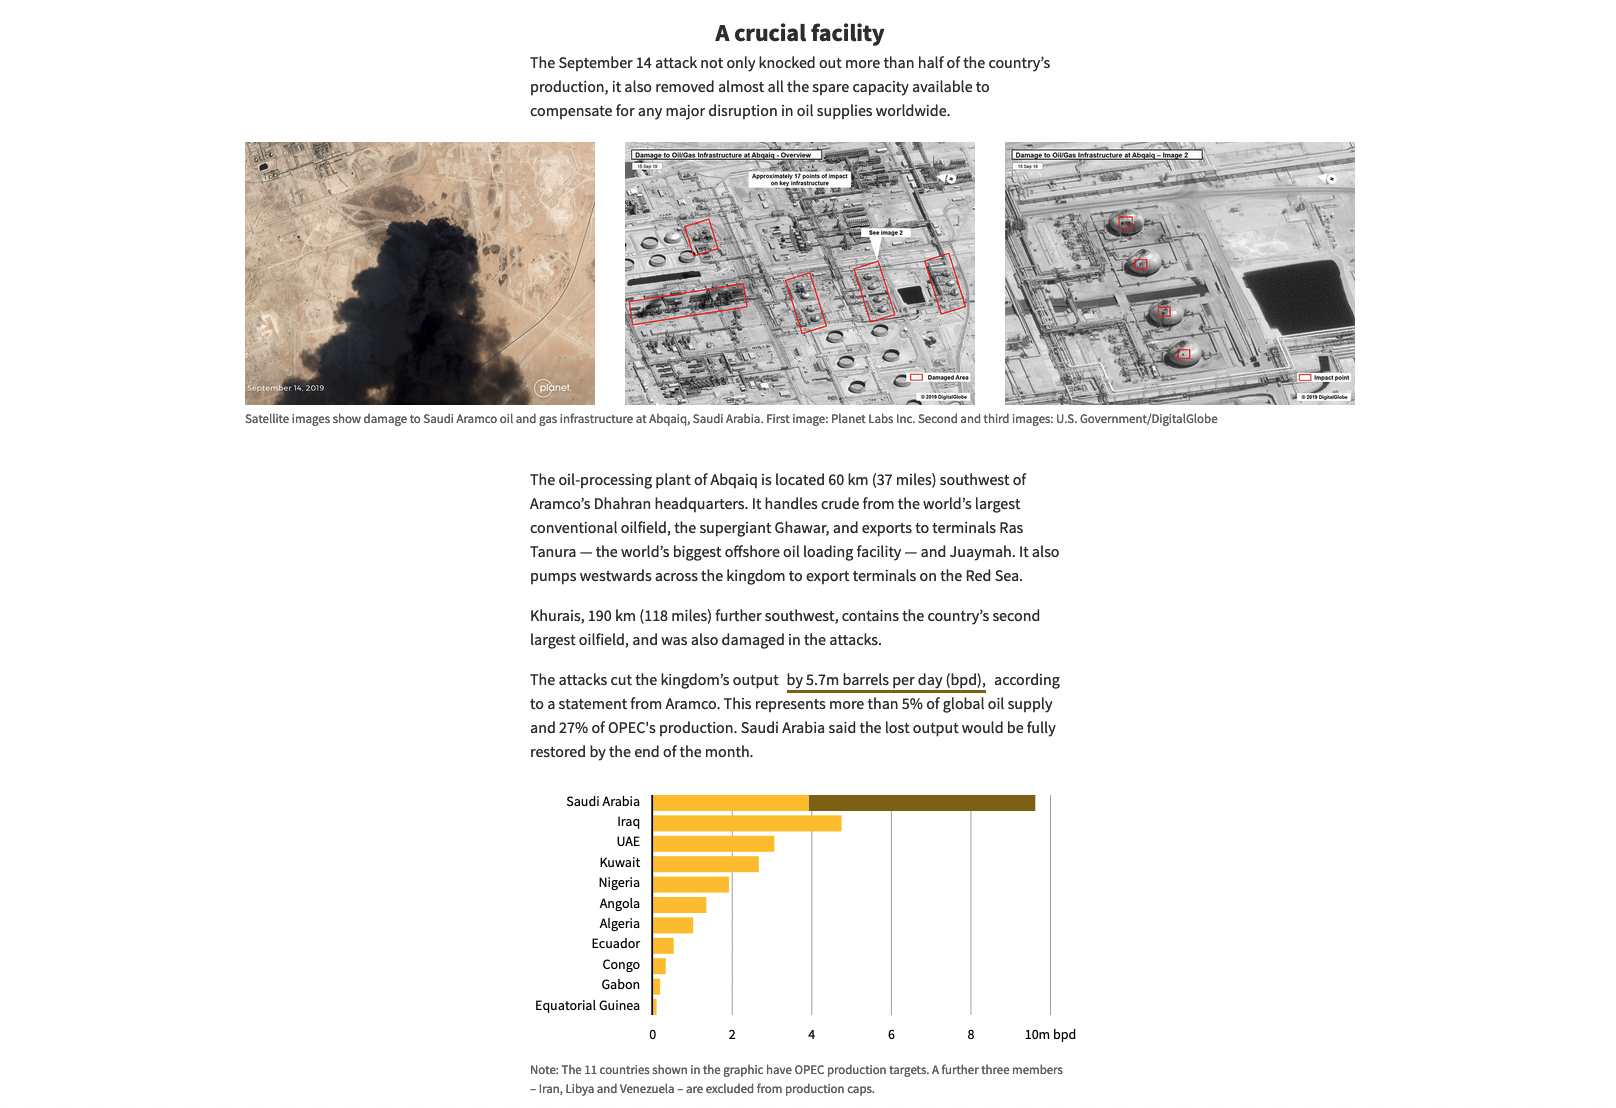 A crucial facility
The September 14 attack not only knocked out more than half of the country’s
production, it also removed almost all the spare capacity available to
compensate for any major disruption in oil supplies worldwide.
September 14, 2019
planet.
Damage to Oil/Gas Infrastructure at Abqaiq - Overview
15 Sep 19
Approximately 17 points of impact
on key infrastructure
See image 2
Damaged Area
© 2019 DigitalGlobe
Damage to Oil/Gas Infrastructure at Abqaiq – Image 2
15 Sep 19
Impact point
© 2019 DigitalGlobe
Satellite images show damage to Saudi Aramco oil and gas infrastructure at Abqaiq, Saudi Arabia. First image: Planet Labs Inc. Second and third images: U.S. Government/DigitalGlobe
The oil-processing plant of Abqaiq is located 60 km (37 miles) southwest of
Aramco’s Dhahran headquarters. It handles crude from the world’s largest
conventional oilfield, the supergiant Ghawar, and exports to terminals Ras
Tanura — the world’s biggest offshore oil loading facility — and Juaymah. It also
pumps westwards across the kingdom to export terminals on the Red Sea.
Khurais, 190 km (118 miles) further southwest, contains the country’s second
largest oilfield, and was also damaged in the attacks.
The attacks cut the kingdom’s output by 5.7m barrels per day (bpd), according
to a statement from Aramco. This represents more than 5% of global oil supply
and 27% of OPEC's production. Saudi Arabia said the lost output would be fully
restored by the end of the month.
Saudi Arabia
Iraq
UAE
Kuwait
Nigeria
Angola
Algeria
Ecuador
Congo
Gabon
Equatorial Guinea
0 2 4 6 8 10m bpd
Note: The 11 countries shown in the graphic have OPEC production targets. A further three members
– Iran, Libya and Venezuela – are excluded from production caps.